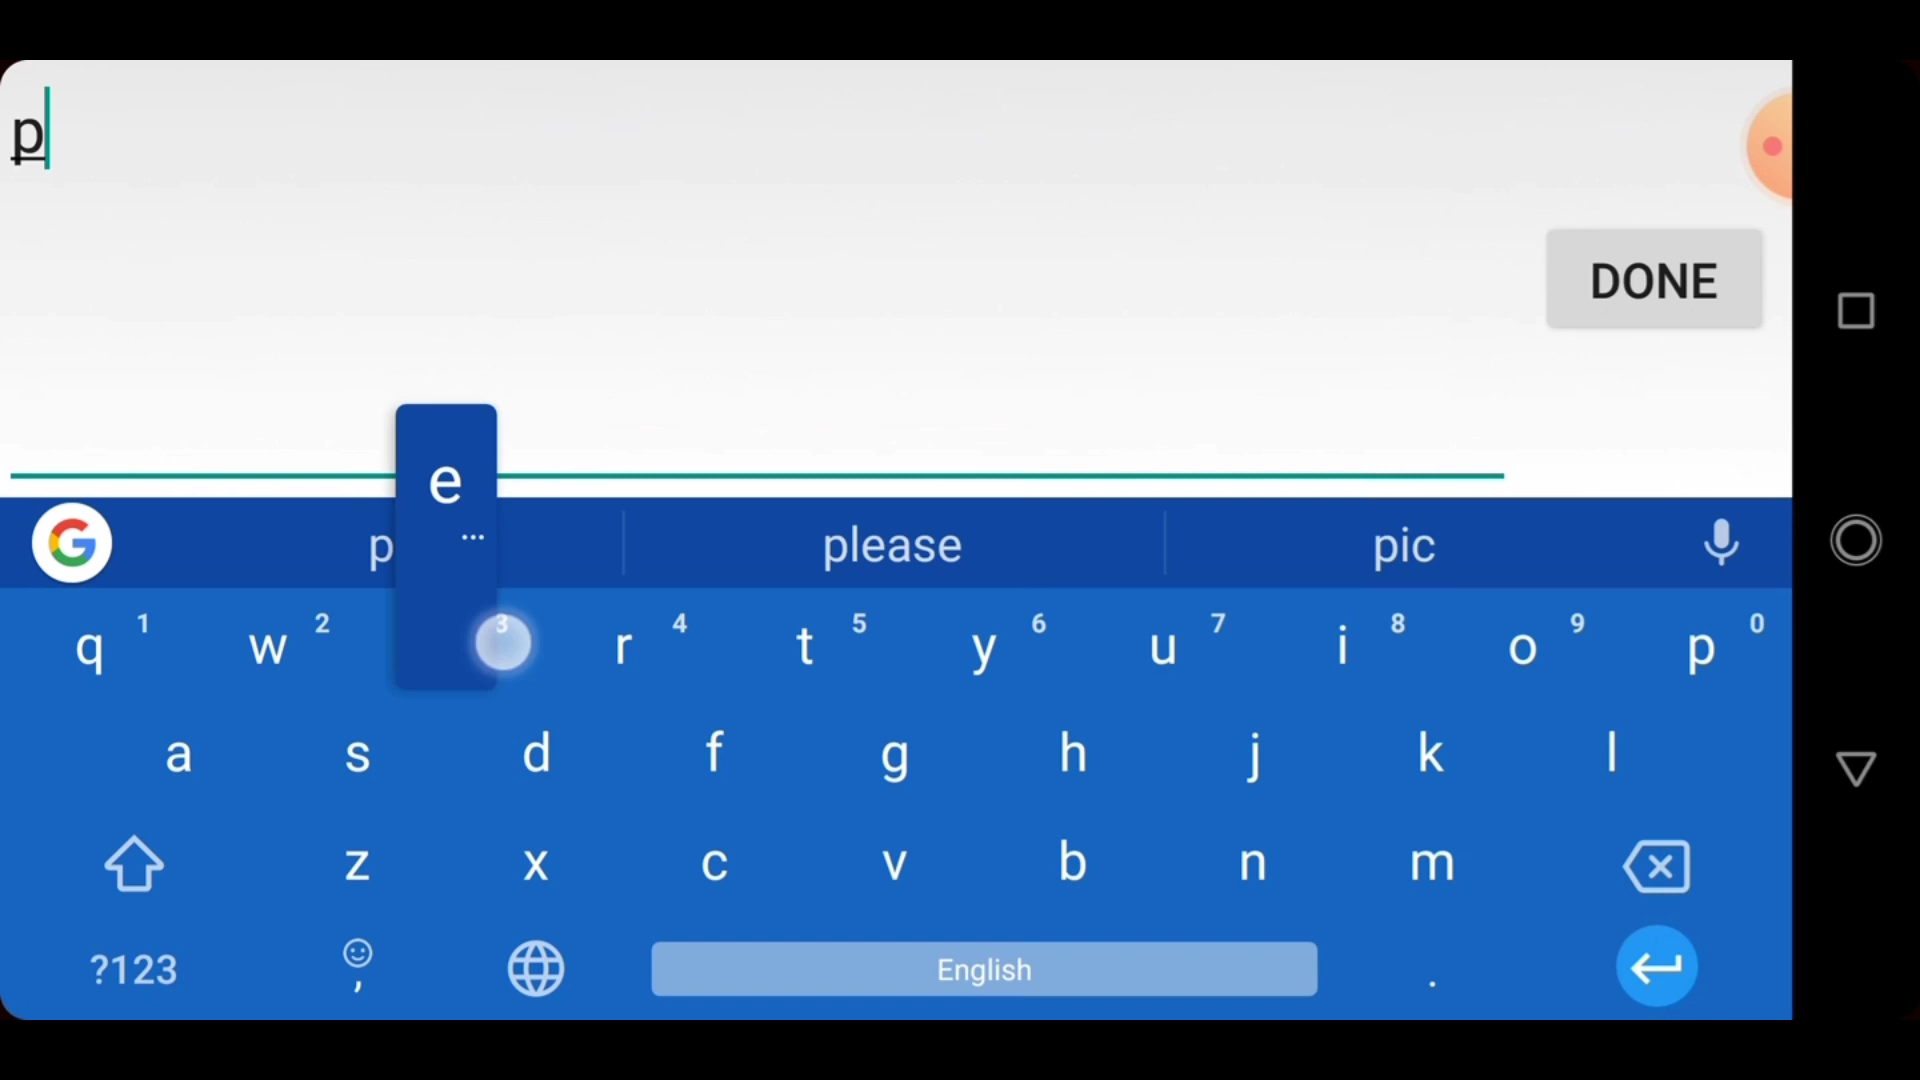 p
DONE
e
...
G p please pic
q 1 w 2 3 r 4 t 5 y 6 u 7 i 8 o 9 p 0
a s d f g h j k l
z x c v b n m
?123 , English .